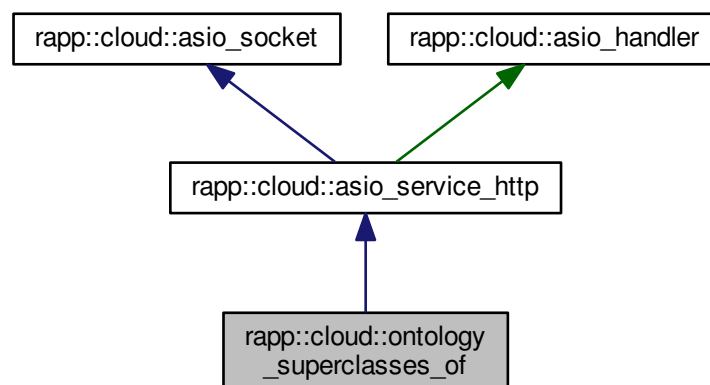 rapp::cloud::asio_socket
rapp::cloud::asio_handler
rapp::cloud::asio_service_http
rapp::cloud::ontology
_superclasses_of